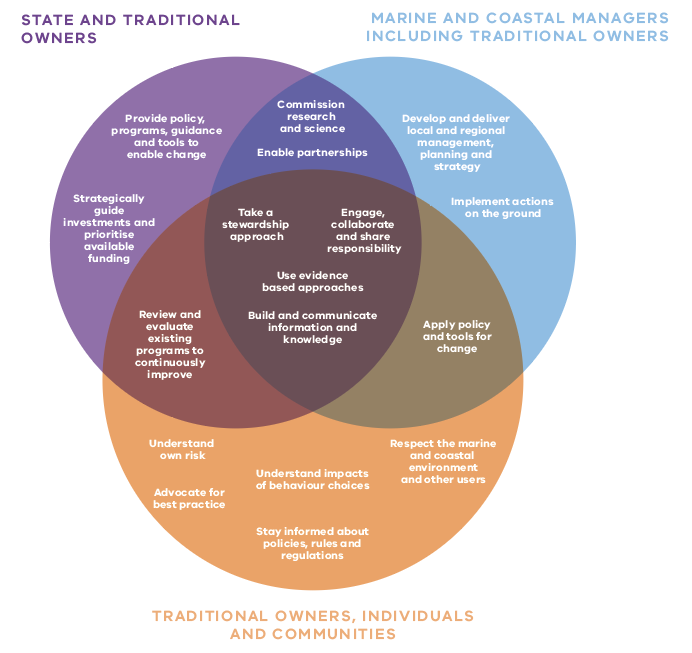 STATE AND TRADITIONAL
OWNERS
MARINE AND COASTAL MANAGERS
INCLUDING TRADITIONAL OWNERS
Provide policy,
programs, guidance
and tools to
enable change
Strategically
guide
investments and
prioritise
available
funding
Commission
research
and science
Enable partnerships
Develop and deliver
local and regional
management,
planning and
strategy
Implement actions
on the ground
Take a
stewardship
approach
Engage,
collaborate
and share
responsibility
Use evidence
based approaches
Build and communicate
information and
knowledge
Review and
evaluate
existing
programs to
continuously
improve
Apply policy
and tools for
change
Understand
own risk
Advocate for
best practice
Understand impacts
of behaviour choices
Respect the marine
and coastal
environment
and other users
Stay informed about
policies, rules and
regulations
TRADITIONAL OWNERS, INDIVIDUALS
AND COMMUNITIES